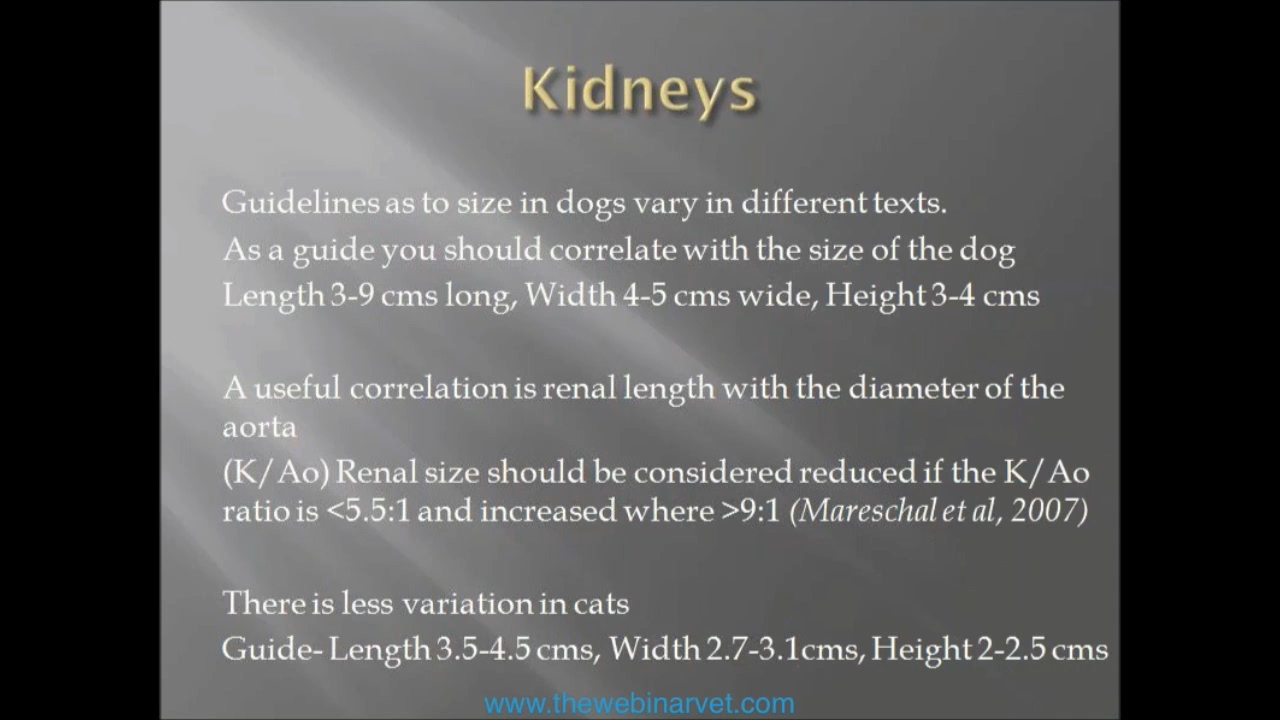 Kidneys
Guidelines as to size in dogs vary in different texts.
As a guide you should correlate with the size of the dog
Length 3-9 cms long, Width 4-5 cms wide, Height 3-4 cms
A useful correlation is renal length with the diameter of the
aorta
(K/Ao) Renal size should be considered reduced if the K/Ao
ratio is <5.5:1 and increased where >9:1 (Mareschal et al, 2007)
There is less variation in cats
Guide- Length 3.5-4.5 cms, Width 2.7-3.1cms, Height 2-2.5 cms
www.thewebinarvet.com